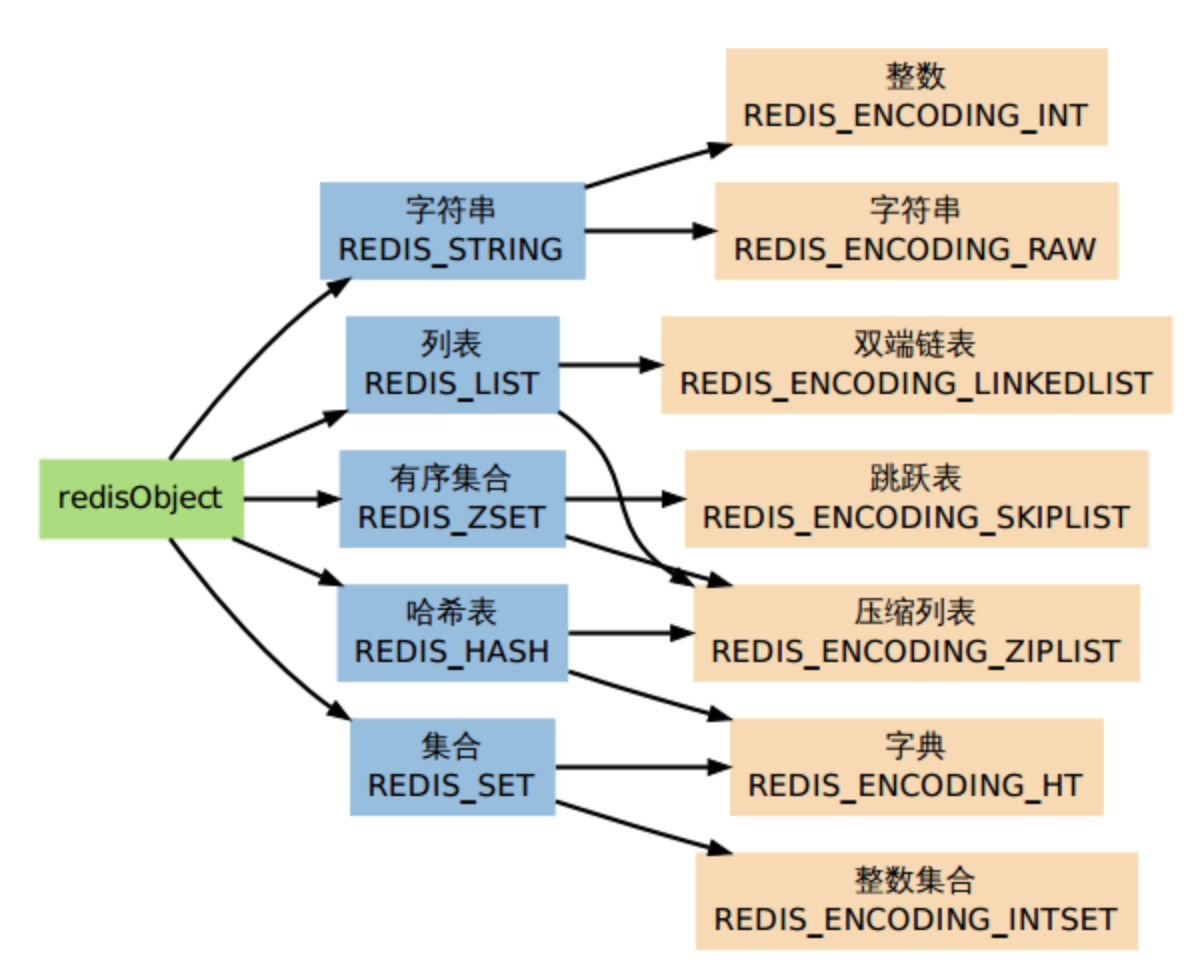 整数
REDIS_ENCODING_INT
字符串
REDIS_STRING
字符串
REDIS_ENCODING_RAW
列表
REDIS_LIST
双端链表
REDIS_ENCODING_LINKEDLIST
redisObject
有序集合
REDIS_ZSET
跳跃表
REDIS_ENCODING_SKIPLIST
哈希表
REDIS_HASH
压缩列表
REDIS_ENCODING_ZIPLIST
集合
REDIS_SET
字典
REDIS_ENCODING_HT
整数集合
REDIS_ENCODING_INTSET